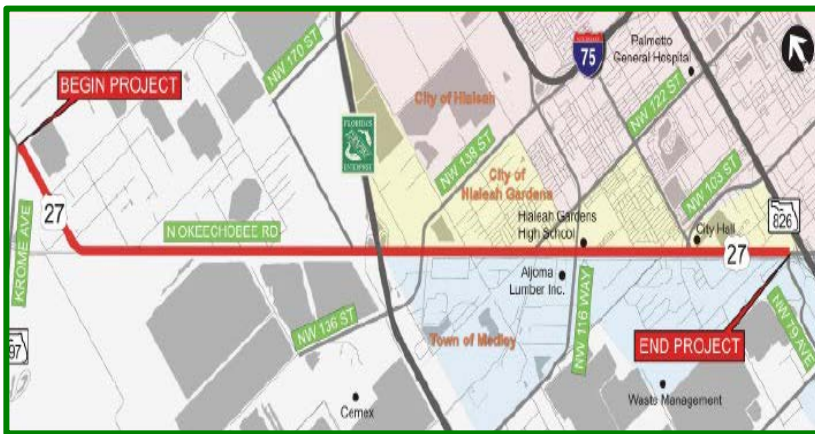 BEGIN PROJECT
NW 170 ST
INTERSTATE
75
Palmetto
General Hospital
City of Hialeah
NW 122 ST
NW 138 ST
City of
Hialeah Gardens
NW 103 ST
27
N OKEECHOBEE RD
Hialeah Gardens
High School
City Hall
826
27
KROME AVE
Aljoma
Lumber Inc.
NW 116 WAY
NW 79 AVE
NW 136 ST
Town of Medley
END PROJECT
97
Cemex
Waste Management